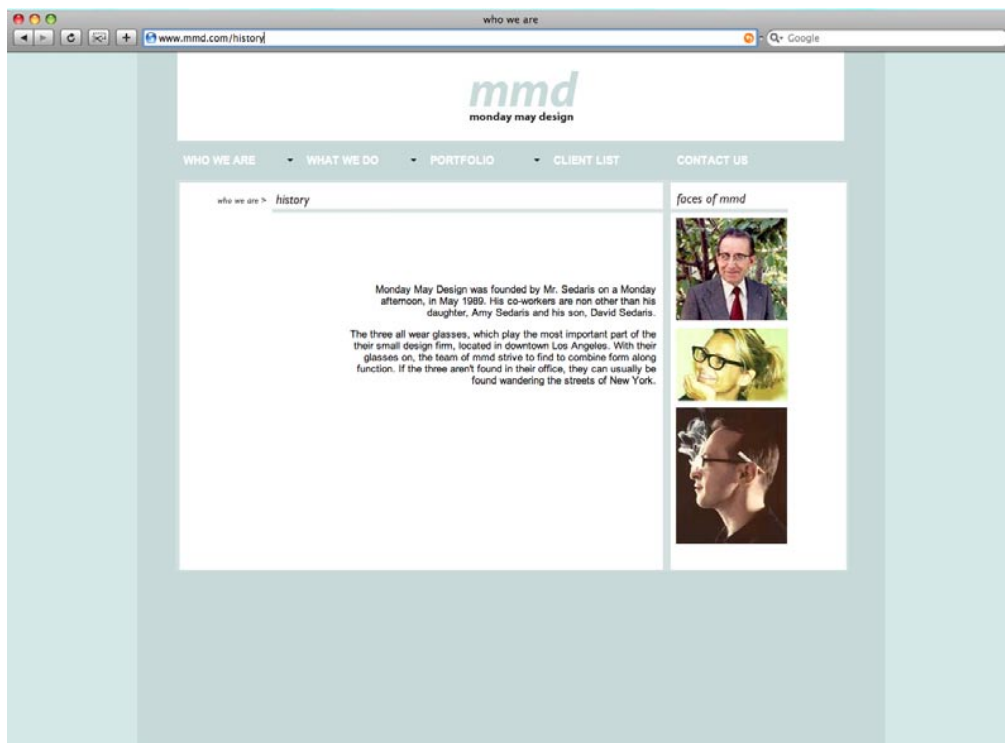 who we are
www.mmd.com/history
Google
mmd
monday may design
WHO WE ARE
WHAT WE DO
PORTFOLIO
CLIENT LIST
CONTACT US
who we are > history
Monday May Design was founded by Mr. Sedaris on a Monday
afternoon, in May 1989. His co-workers are non other than his
daughter, Amy Sedaris and his son, David Sedaris.
The three all wear glasses, which play the most important part of the
their small design firm, located in downtown Los Angeles. With their
glasses on, the team of mmd strive to find to combine form along
function. If the three aren't found in their office, they can usually be
found wandering the streets of New York.
faces of mmd